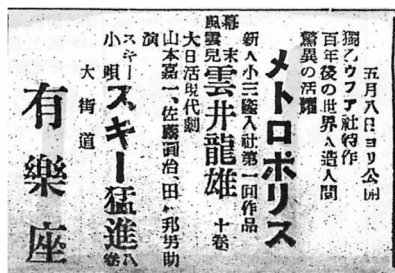 五月八日ヨリ公開
獨乙ウファ社特作
百年後の世界人造人間
驚異の活躍
メトロポリス
新入小三隆入社第一回作品
幕末
風雲兒 雲井龍雄 十卷
大日活現代劇
山本嘉一、佐藤圓治、田邦男助
演
スキー
小唄 スキー猛進 八卷
大街道
有樂座